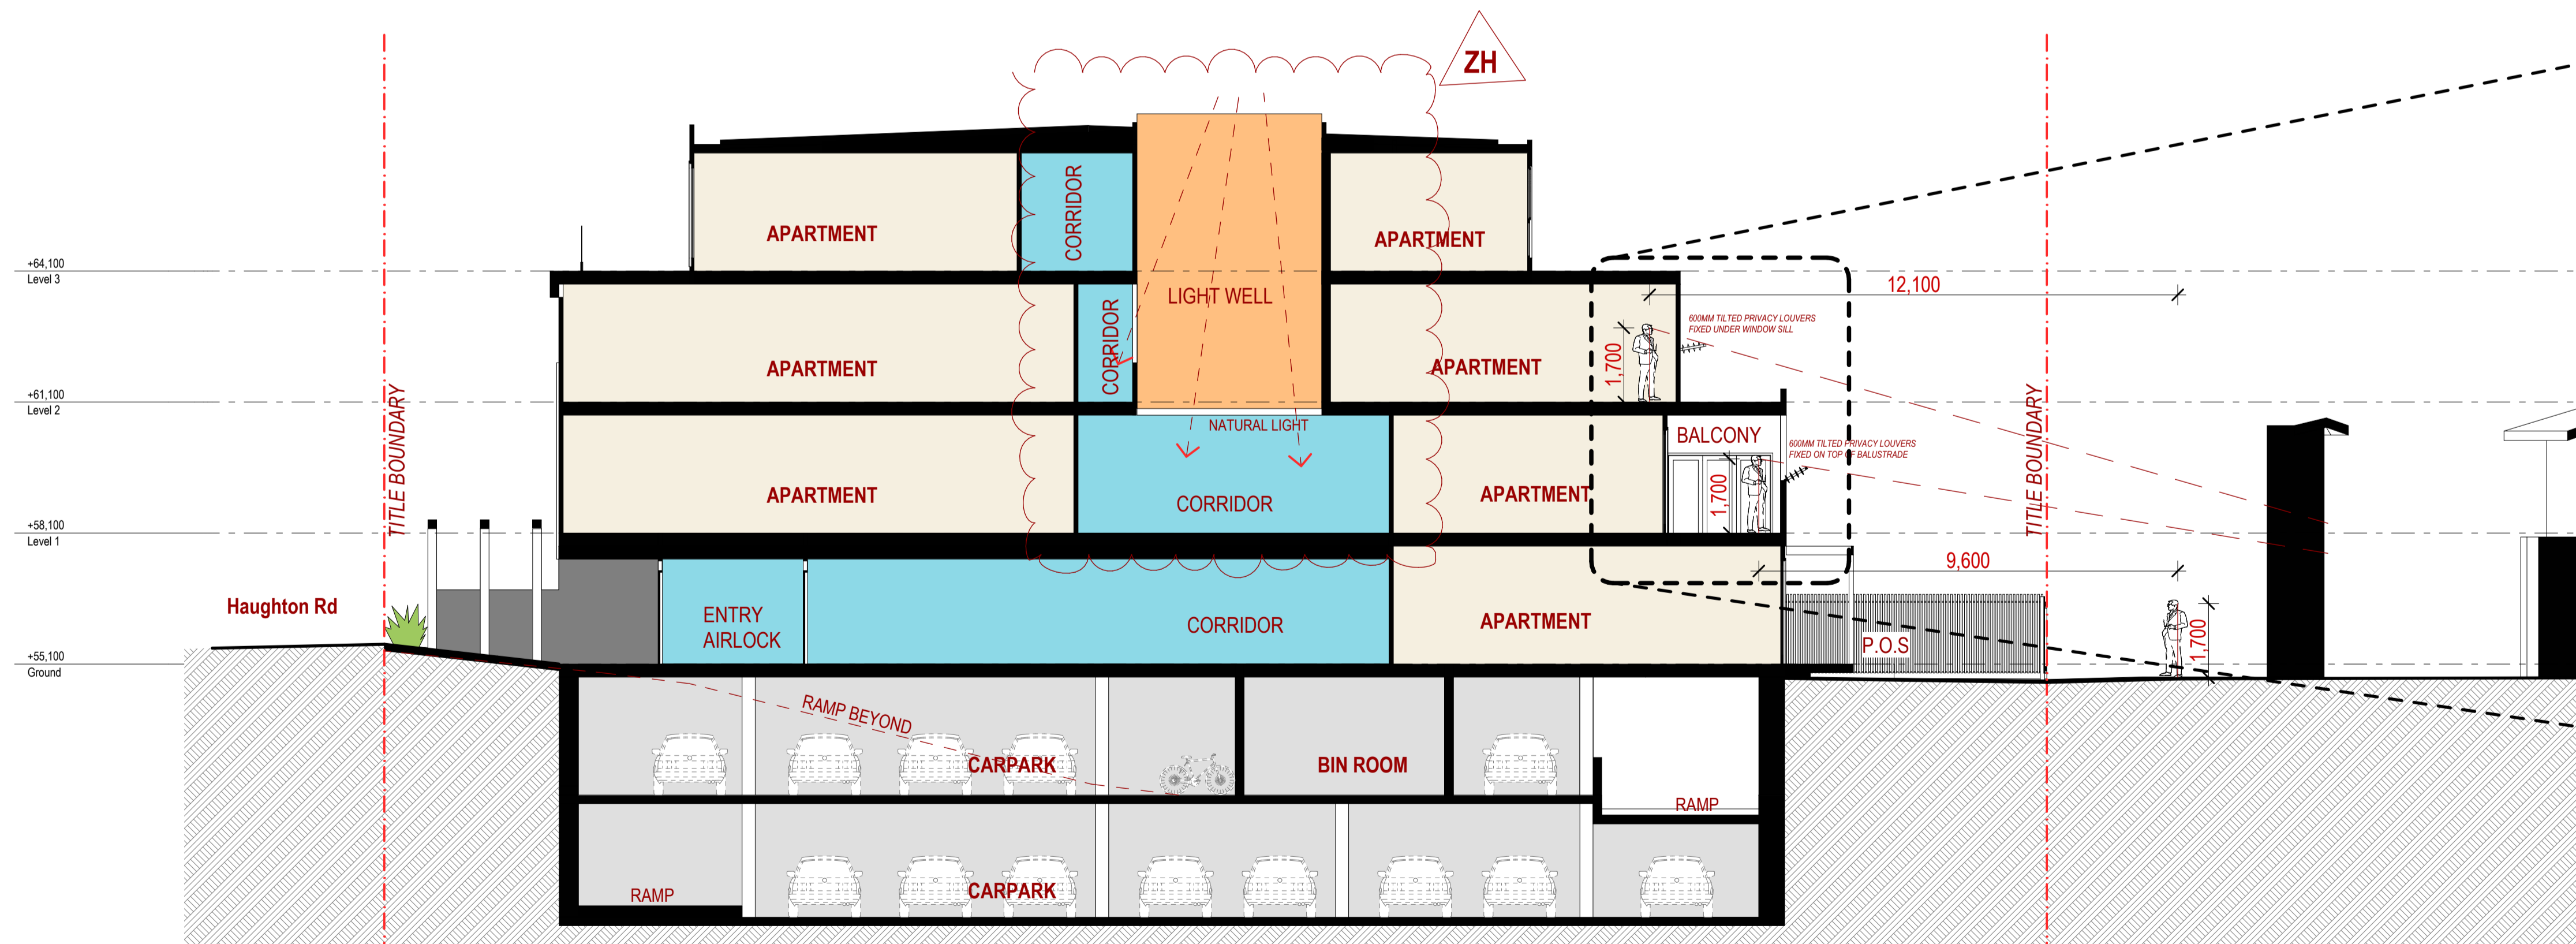 ZH
APARTMENT
CORRIDOR
APARTMENT
+64,100
Level 3
12,100
LIGHT WELL
600MM TILTED PRIVACY LOUVERS
FIXED UNDER WINDOW SILL
1,700
APARTMENT
CORRIDOR
APARTMENT
+61,100
Level 2
TITLE BOUNDARY
TITLE BOUNDARY
NATURAL LIGHT
BALCONY
600MM TILTED PRIVACY LOUVERS
FIXED ON TOP OF BALUSTRADE
APARTMENT
CORRIDOR
APARTMENT
1,700
+58,100
Level 1
9,600
Haughton Rd
ENTRY
AIRLOCK
CORRIDOR
APARTMENT
P.O.S
1,700
+55,100
Ground
RAMP BEYOND
CARPARK
BIN ROOM
RAMP
RAMP
CARPARK